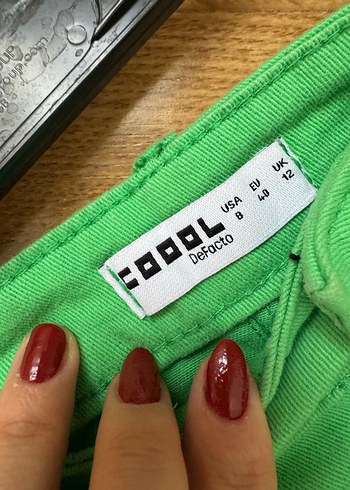 COOOL
DeFacto
USA EU UK
8 40 12